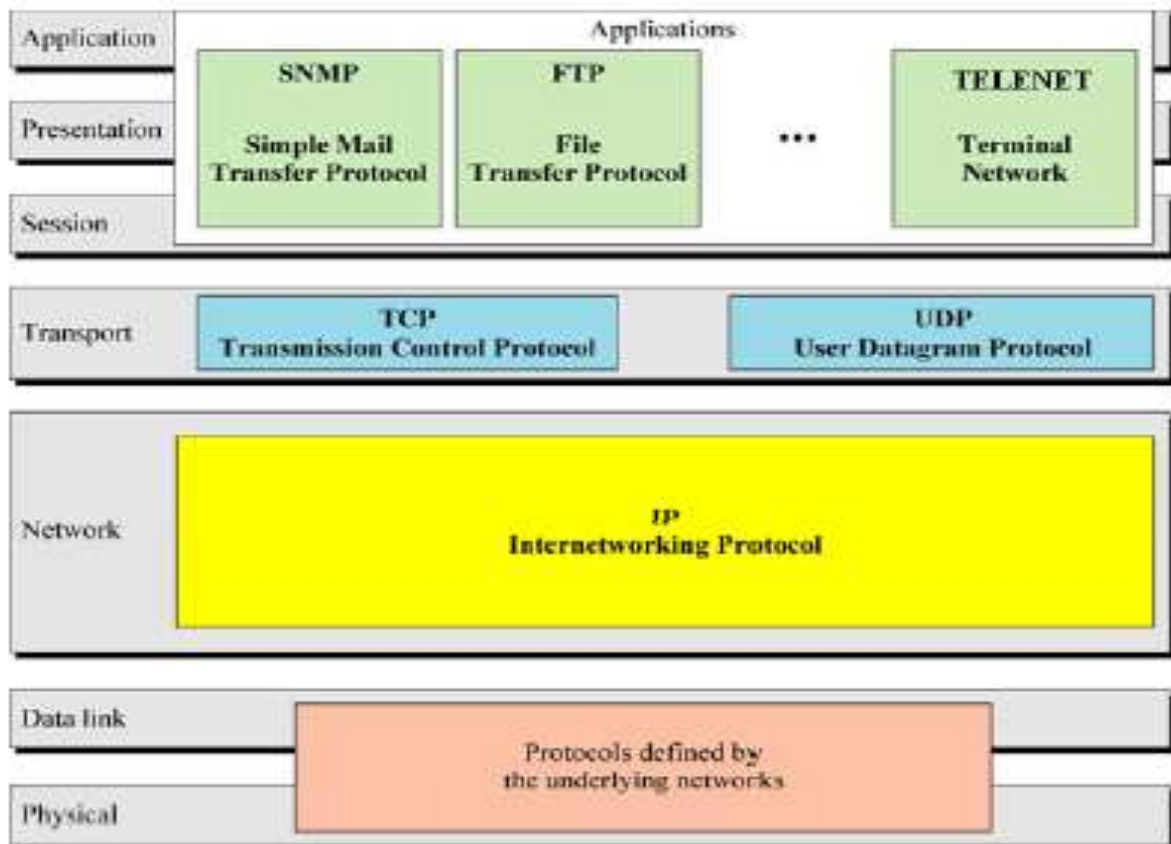 Application
Applications
SNMP
Simple Mail
Transfer Protocol
FTP
File
Transfer Protocol
...
TELENET
Terminal
Network
Presentation
Session
Transport
TCP
Transmission Control Protocol
UDP
User Datagram Protocol
Network
IP
Internetworking Protocol
Data link
Protocols defined by
the underlying networks
Physical